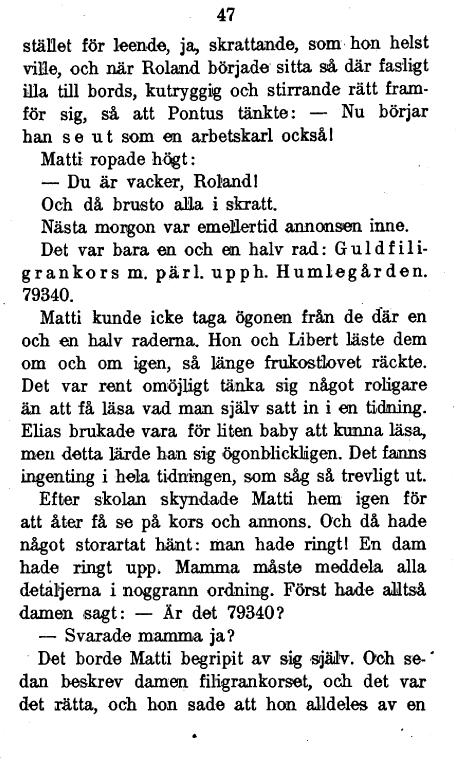 47
stället för leende, ja, skrattande, som hon helst
ville, och när Roland började sitta så där fasligt
illa till bords, kutryggig och stirrande rätt fram-
för sig, så att Pontus tänkte: — Nu börjar
han se ut som en arbetskarl också!
Matti ropade högt:
— Du är vacker, Roland!
Och då brusto alla i skratt.
Nästa morgon var emellertid annonsen inne.
Det var bara en och en halv rad: Guldfili-
grankors m. pärl. upph. Humlegården.
79340.
Matti kunde icke taga ögonen från de där en
och en halv raderna. Hon och Libert läste dem
om och om igen, så länge frukostlovet räckte.
Det var rent omöjligt tänka sig något roligare
än att få läsa vad man själv satt in i en tidning.
Elias brukade vara för liten baby att kunna läsa,
men detta lärde han sig ögonblickligen. Det fanns
ingenting i hela tidningen, som såg så trevligt ut.
Efter skolan skyndade Matti hem igen för
att åter få se på kors och annons. Och då hade
något storartat hänt: man hade ringt! En dam
hade ringt upp. Mamma måste meddela alla
detaljerna i noggrann ordning. Först hade alltså
damen sagt: — Är det 79340?
— Svarade mamma ja?
Det borde Matti begripit av sig själv. Och se-
dan beskrev damen filigrankorset, och det var
det rätta, och hon sade att hon alldeles av en